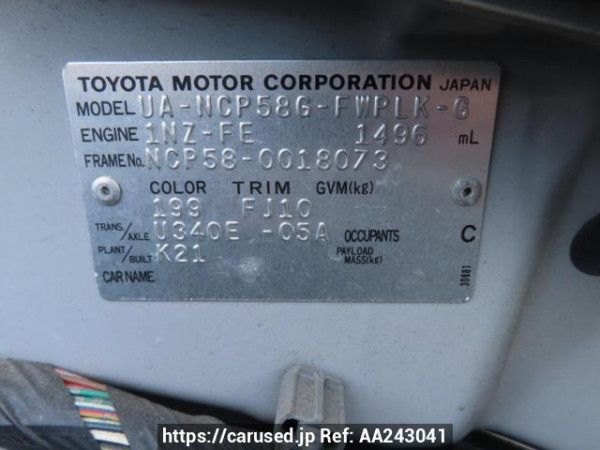 TOYOTA MOTOR CORPORATION JAPAN
MODEL UA-NCP58G-FWPLK-G
ENGINE 1NZ-FE 1496 mL
FRAME No. NCP58-0018073
COLOR TRIM GVM(kg)
199 FJ10
TRANS/AXLE U340E -05A OCCUPANTS C
PLANT/BUILT K21 PAYLOAD MASS(kg)
CAR NAME
30881
https://carused.jp Ref: AA243041